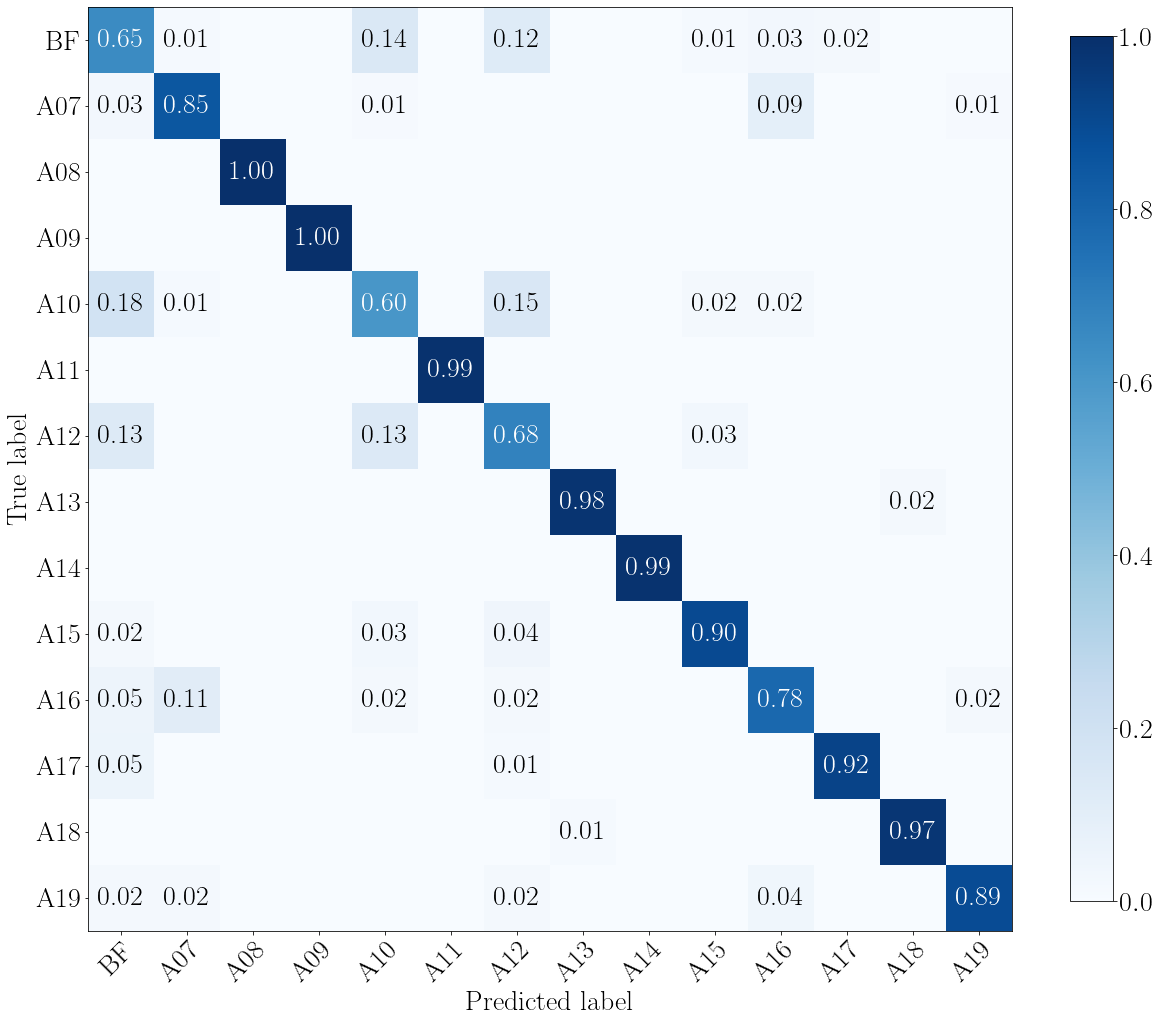 BF 0.65 0.01 0.14 0.12 0.01 0.03 0.02
A07 0.03 0.85 0.01 0.09 0.01
A08 1.00
A09 1.00
A10 0.18 0.01 0.60 0.15 0.02 0.02
A11 0.99
A12 0.13 0.13 0.68 0.03
A13 0.98 0.02
A14 0.99
A15 0.02 0.03 0.04 0.90
A16 0.05 0.11 0.02 0.02 0.78 0.02
A17 0.05 0.01 0.92
A18 0.01 0.97
A19 0.02 0.02 0.02 0.04 0.89
BF A07 A08 A09 A10 A11 A12 A13 A14 A15 A16 A17 A18 A19
Predicted label
True label
1.0
0.8
0.6
0.4
0.2
0.0